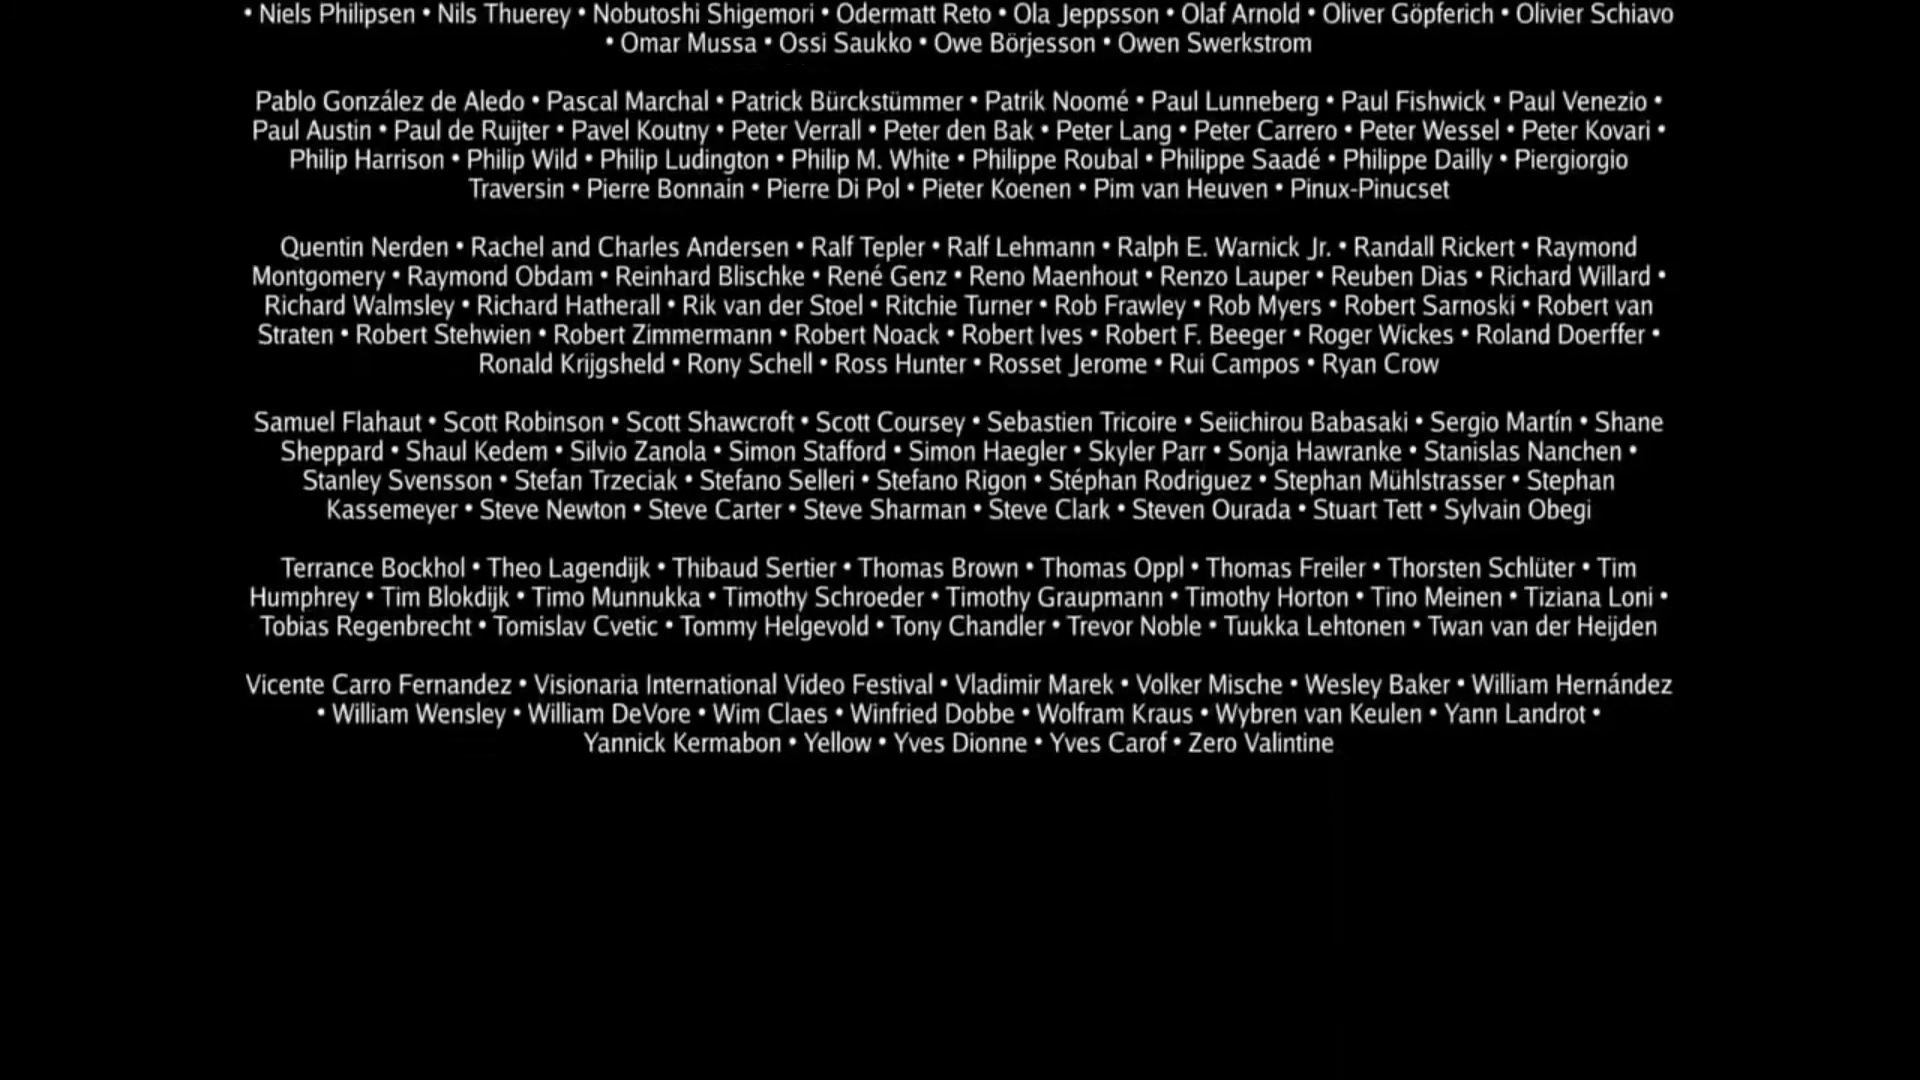 • Niels Philipsen • Nils Thuerey • Nobutoshi Shigemori • Odermatt Reto • Ola Jeppsson • Olaf Arnold • Oliver Göpferich • Olivier Schiavo
• Omar Mussa • Ossi Saukko • Owe Börjesson • Owen Swerkstrom
Pablo González de Aledo • Pascal Marchal • Patrick Bürckstümmer • Patrik Noomé • Paul Lunneberg • Paul Fishwick • Paul Venezio •
Paul Austin • Paul de Ruijter • Pavel Koutny • Peter Verrall • Peter den Bak • Peter Lang • Peter Carrero • Peter Wessel • Peter Kovari •
Philip Harrison • Philip Wild • Philip Ludington • Philip M. White • Philippe Roubal • Philippe Saadé • Philippe Dailly • Piergiorgio
Traversin • Pierre Bonnain • Pierre Di Pol • Pieter Koenen • Pim van Heuven • Pinux-Pinucset
Quentin Nerden • Rachel and Charles Andersen • Ralf Tepler • Ralf Lehmann • Ralph E. Warnick Jr. • Randall Rickert • Raymond
Montgomery • Raymond Obdam • Reinhard Blischke • René Genz • Reno Maenhout • Renzo Lauper • Reuben Dias • Richard Willard •
Richard Walmsley • Richard Hatherall • Rik van der Stoel • Ritchie Turner • Rob Frawley • Rob Myers • Robert Sarnoski • Robert van
Straten • Robert Stehwien • Robert Zimmermann • Robert Noack • Robert Ives • Robert F. Beeger • Roger Wickes • Roland Doerffer •
Ronald Krijgsheld • Rony Schell • Ross Hunter • Rosset Jerome • Rui Campos • Ryan Crow
Samuel Flahaut • Scott Robinson • Scott Shawcroft • Scott Coursey • Sebastien Tricoire • Seiichirou Babasaki • Sergio Martín • Shane
Sheppard • Shaul Kedem • Silvio Zanola • Simon Stafford • Simon Haegler • Skyler Parr • Sonja Hawranke • Stanislas Nanchen •
Stanley Svensson • Stefan Trzeciak • Stefano Selleri • Stefano Rigon • Stéphan Rodriguez • Stephan Mühlstrasser • Stephan
Kassemeyer • Steve Newton • Steve Carter • Steve Sharman • Steve Clark • Steven Ourada • Stuart Tett • Sylvain Obegi
Terrance Bockhol • Theo Lagendijk • Thibaud Sertier • Thomas Brown • Thomas Oppl • Thomas Freiler • Thorsten Schlüter • Tim
Humphrey • Tim Blokdijk • Timo Munnukka • Timothy Schroeder • Timothy Graupmann • Timothy Horton • Tino Meinen • Tiziana Loni •
Tobias Regenbrecht • Tomislav Cvetic • Tommy Helgevold • Tony Chandler • Trevor Noble • Tuukka Lehtonen • Twan van der Heijden
Vicente Carro Fernandez • Visionaria International Video Festival • Vladimir Marek • Volker Mische • Wesley Baker • William Hernández
• William Wensley • William DeVore • Wim Claes • Winfried Dobbe • Wolfram Kraus • Wybren van Keulen • Yann Landrot •
Yannick Kermabon • Yellow • Yves Dionne • Yves Carof • Zero Valintine